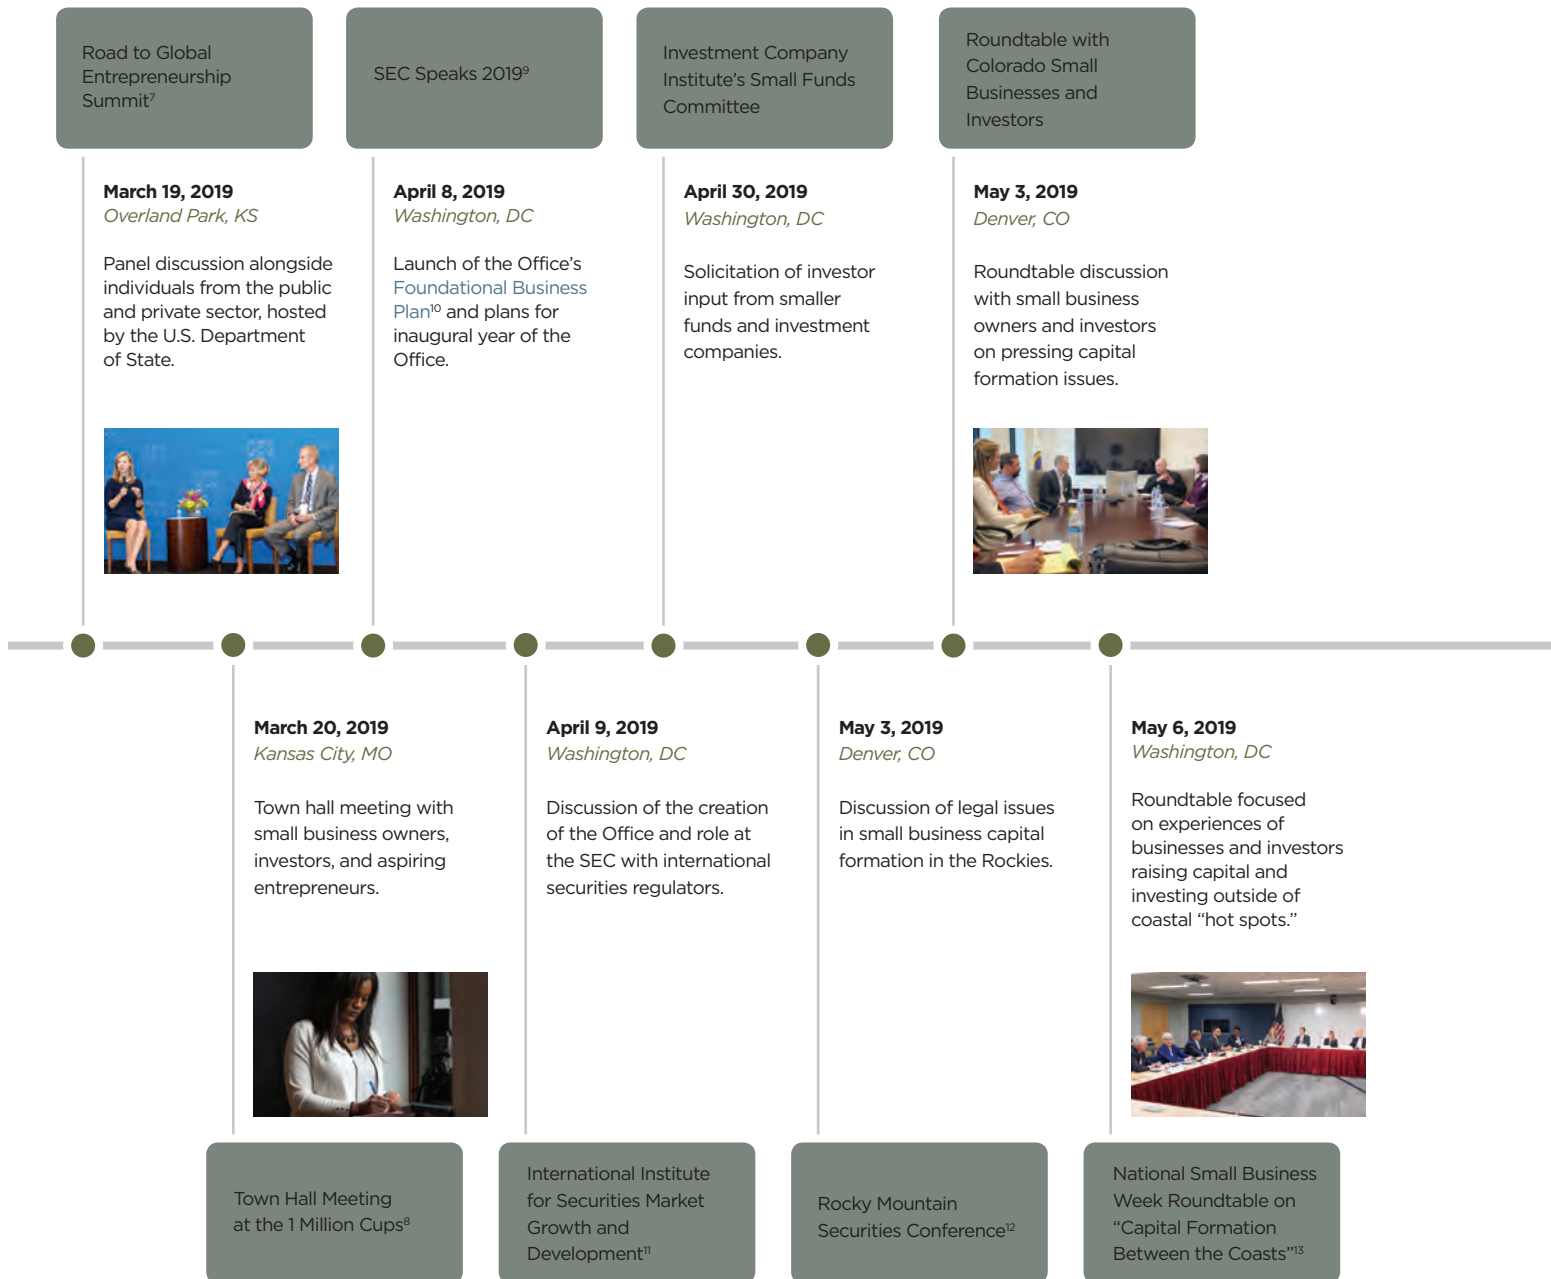 Road to Global
Entrepreneurship
Summit⁷
March 19, 2019
Overland Park, KS
Panel discussion alongside
individuals from the public
and private sector, hosted
by the U.S. Department
of State.
SEC Speaks 2019⁹
April 8, 2019
Washington, DC
Launch of the Office’s
Foundational Business
Plan¹⁰ and plans for
inaugural year of the
Office.
Investment Company
Institute’s Small Funds
Committee
April 30, 2019
Washington, DC
Solicitation of investor
input from smaller
funds and investment
companies.
Roundtable with
Colorado Small
Businesses and
Investors
May 3, 2019
Denver, CO
Roundtable discussion
with small business
owners and investors
on pressing capital
formation issues.
March 20, 2019
Kansas City, MO
Town hall meeting with
small business owners,
investors, and aspiring
entrepreneurs.
Town Hall Meeting
at the 1 Million Cups⁸
April 9, 2019
Washington, DC
Discussion of the creation
of the Office and role at
the SEC with international
securities regulators.
International Institute
for Securities Market
Growth and
Development¹¹
May 3, 2019
Denver, CO
Discussion of legal issues
in small business capital
formation in the Rockies.
Rocky Mountain
Securities Conference¹²
May 6, 2019
Washington, DC
Roundtable focused
on experiences of
businesses and investors
raising capital and
investing outside of
coastal “hot spots.”
National Small Business
Week Roundtable on
“Capital Formation
Between the Coasts”¹³